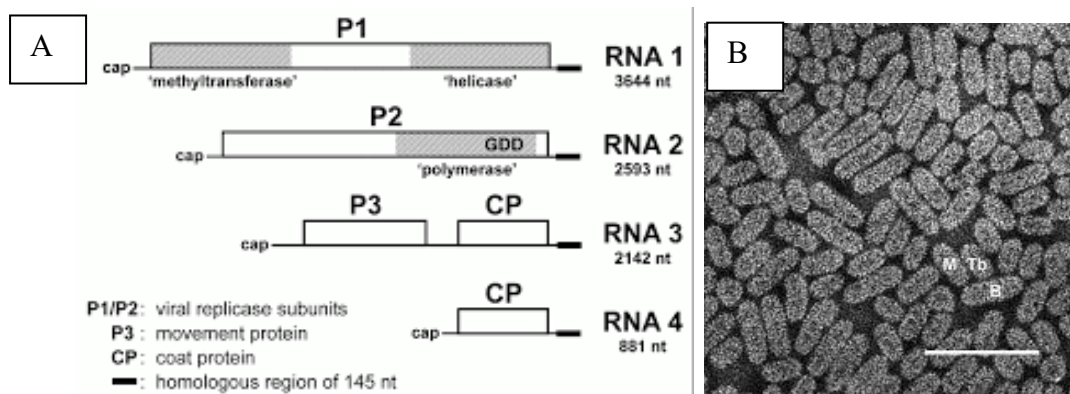 A
P1
cap
RNA 1
'methyltransferase'
'helicase'
3644 nt
P2
GDD
cap
RNA 2
'polymerase'
2593 nt
P3
CP
cap
RNA 3
2142 nt
CP
P1/P2: viral replicase subunits
cap
RNA 4
P3: movement protein
881 nt
CP: coat protein
: homologous region of 145 nt
B
M
Tb
B